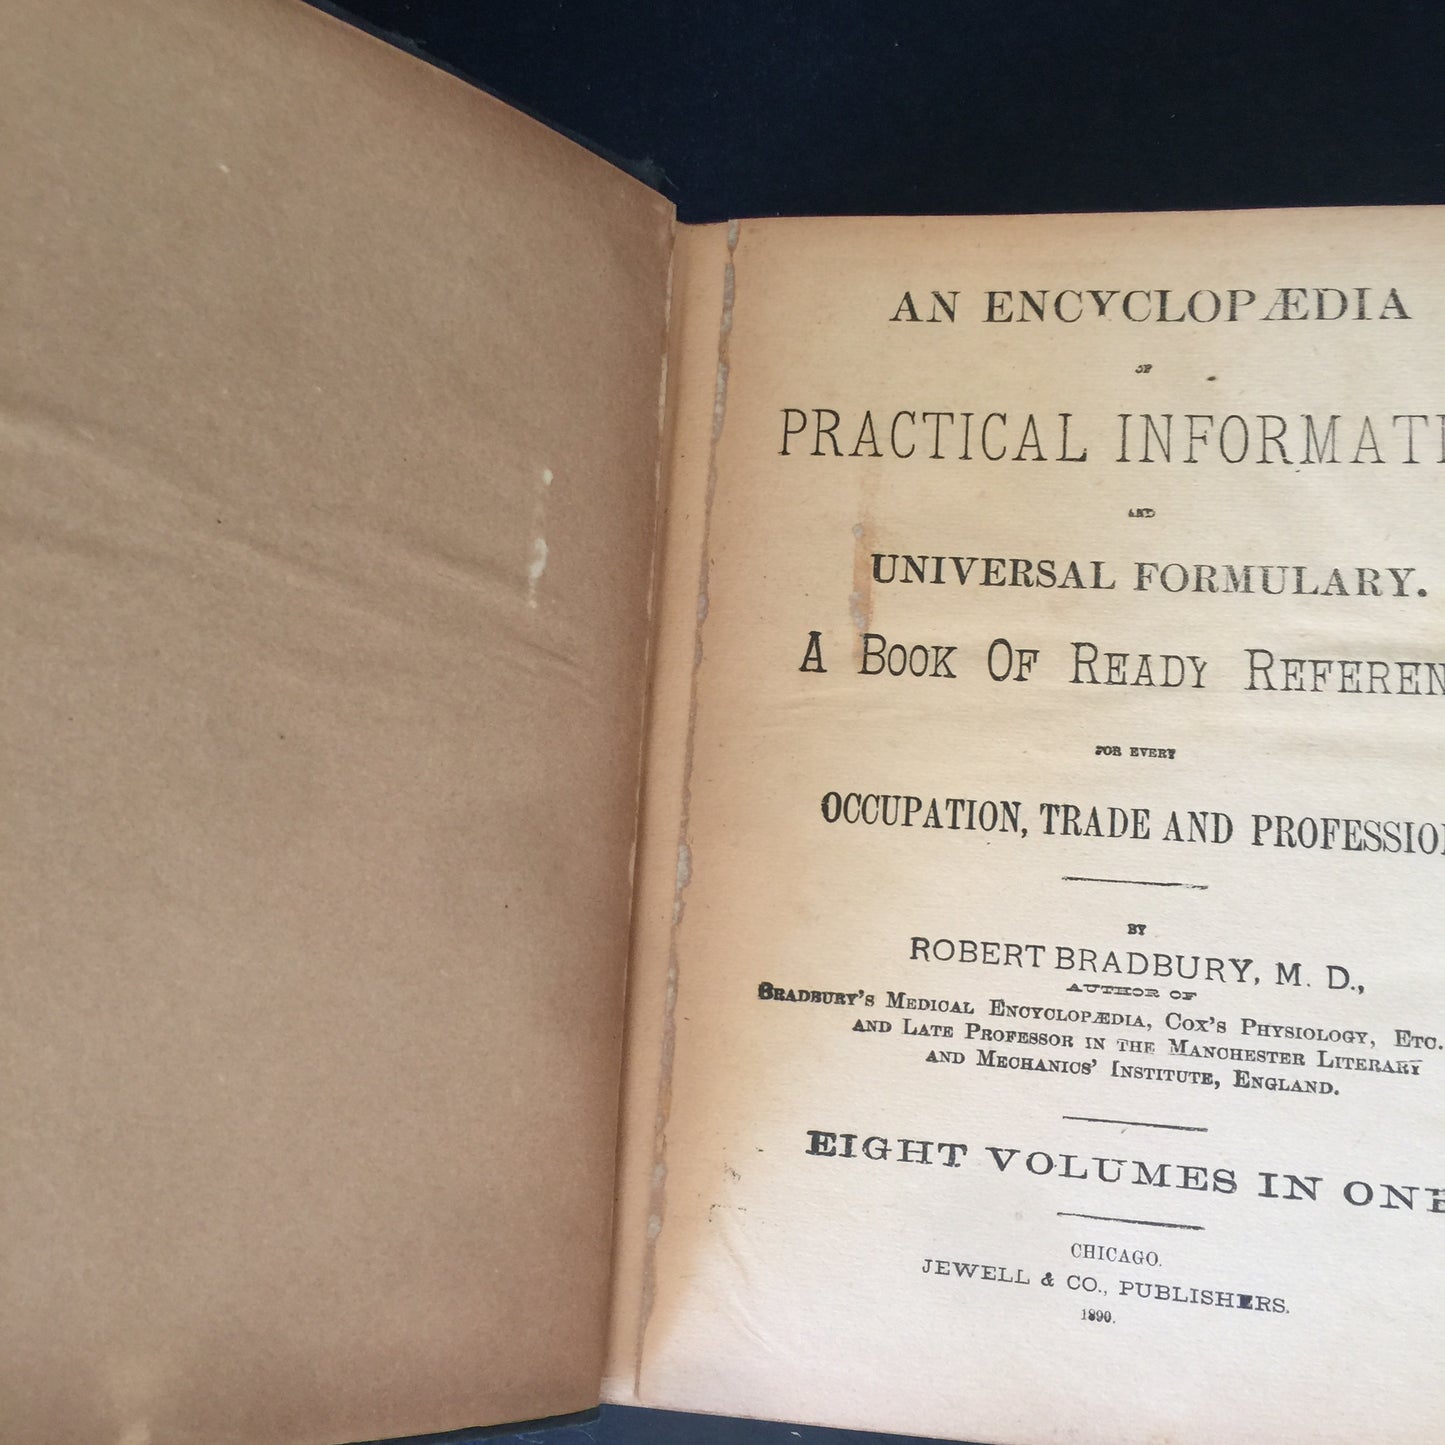 AN ENCYCLOPÆDIA
OF
PRACTICAL INFORMATI
AND
UNIVERSAL FORMULARY.
A BOOK OF READY REFEREN
FOR EVERY
OCCUPATION, TRADE AND PROFESSION
BY
ROBERT BRADBURY, M. D.,
AUTHOR OF
BRADBURY'S MEDICAL ENCYCLOPÆDIA, COX'S PHYSIOLOGY, ETC.
AND LATE PROFESSOR IN THE MANCHESTER LITERARY
AND MECHANICS' INSTITUTE, ENGLAND.
EIGHT VOLUMES IN ONE
CHICAGO.
JEWELL & CO., PUBLISHERS.
1890.